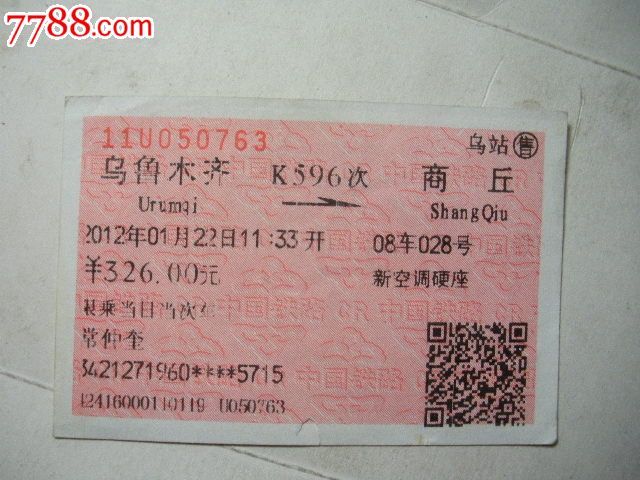 7788.com
11U050763 乌站 售
乌鲁木齐 K596次 商丘
Urumqi ShangQiu
2012年01月22日11:33开 08车028号
¥326.00元 新空调硬座
限乘当日当次车
常仲奎
3421271960****5715
12416000110119 U050763